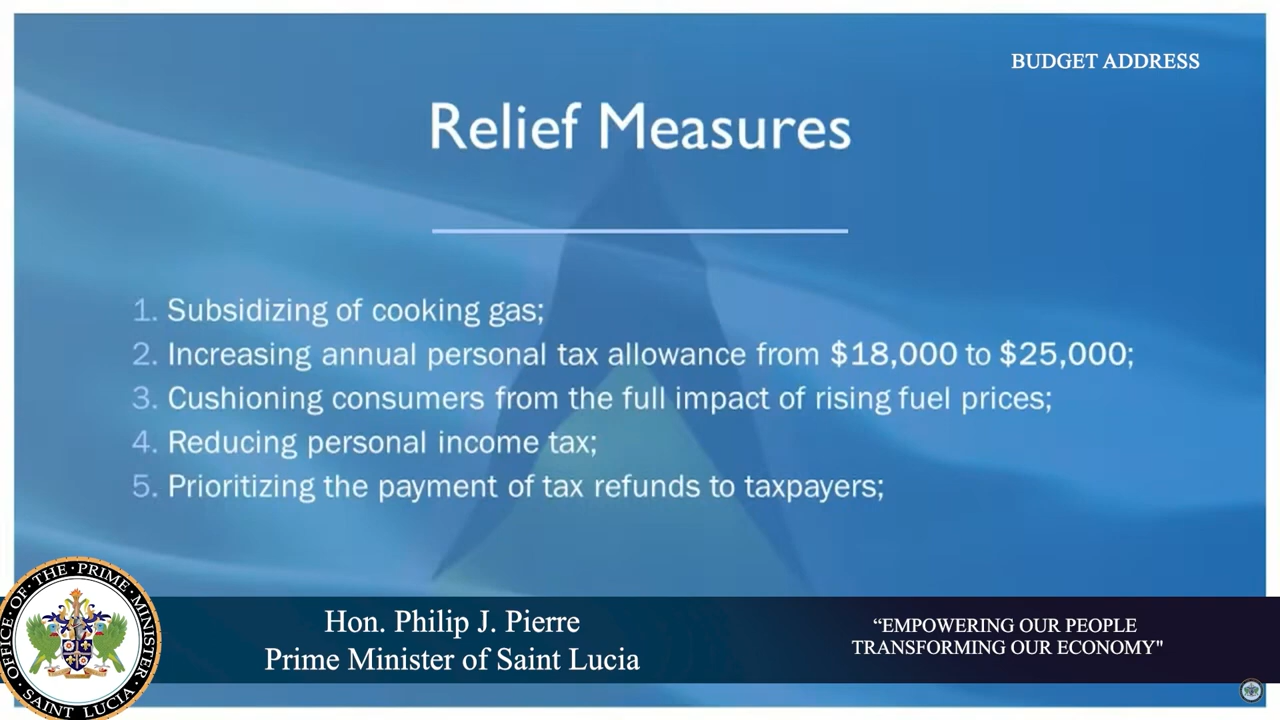 BUDGET ADDRESS
Relief Measures
1. Subsidizing of cooking gas;
2. Increasing annual personal tax allowance from $18,000 to $25,000;
3. Cushioning consumers from the full impact of rising fuel prices;
4. Reducing personal income tax;
5. Prioritizing the payment of tax refunds to taxpayers;
OFFICE·OF·THE·PRIME·MINISTER
·SAINT LUCIA·
Hon. Philip J. Pierre
Prime Minister of Saint Lucia
“EMPOWERING OUR PEOPLE
TRANSFORMING OUR ECONOMY"